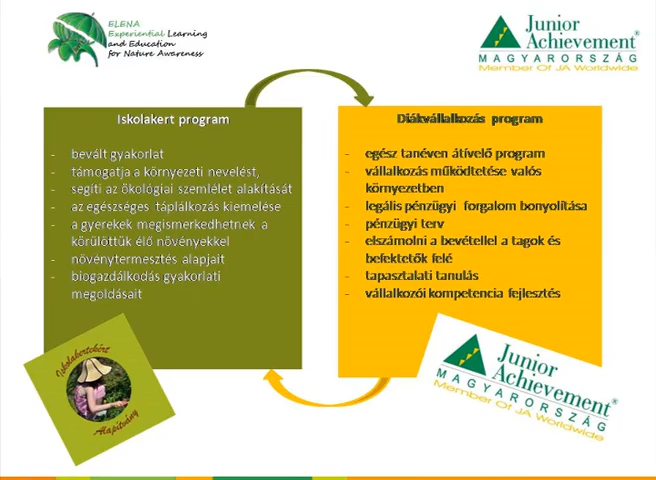 ELENA
Experiential Learning
and Education
for Nature Awareness
Junior
Achievement®
MAGYARORSZÁG
Member Of JA Worldwide
Iskolakert program
- bevált gyakorlat
- támogatja a környezeti nevelést,
- segíti az ökológiai szemlélet alakítását
- az egészséges táplálkozás kiemelése
- a gyerekek megismerkedhetnek a
körülöttük élő növényekkel
- növénytermesztés alapjait
- biogazdálkodás gyakorlati
megoldásait
Diákvállalkozás program
- egész tanéven átívelő program
- vállalkozás működtetése valós
környezetben
- legális pénzügyi forgalom bonyolítása
- pénzügyi terv
- elszámolni a bevétellel a tagok és
befektetők felé
- tapasztalati tanulás
- vállalkozói kompetencia fejlesztés
Iskolakertekért
Alapítvány
Junior
Achievement®
MAGYARORSZÁG
Member Of JA Worldwide